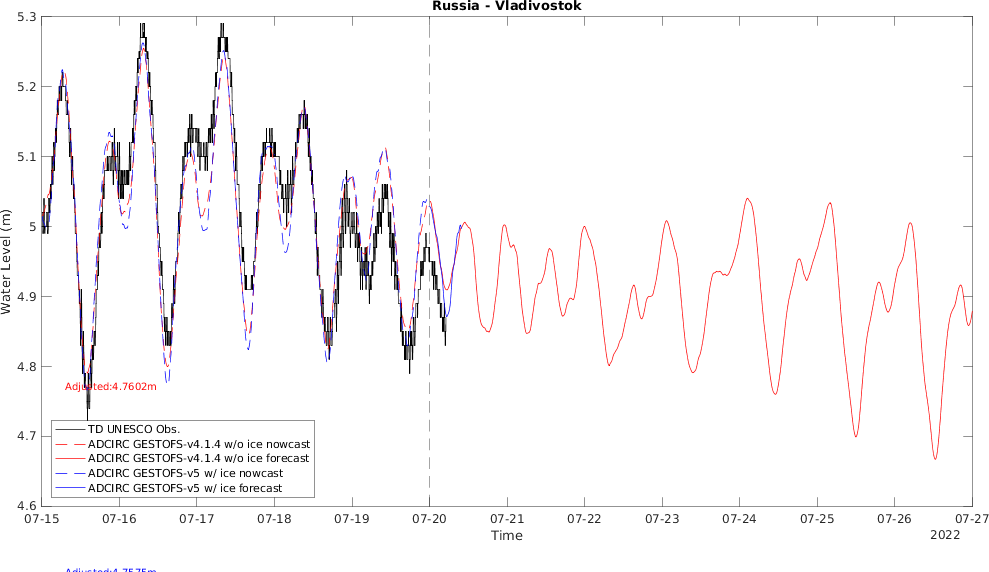 Russia - Vladivostok
5.3
5.2
5.1
5
4.9
4.8
4.7
4.6
Water Level (m)
Adjusted:4.7602m
TD UNESCO Obs.
ADCIRC GESTOFS-v4.1.4 w/o ice nowcast
ADCIRC GESTOFS-v4.1.4 w/o ice forecast
ADCIRC GESTOFS-v5 w/ ice nowcast
ADCIRC GESTOFS-v5 w/ ice forecast
07-15 07-16 07-17 07-18 07-19 07-20 07-21 07-22 07-23 07-24 07-25 07-26 07-27
Time
2022
Adjusted:4.7575m